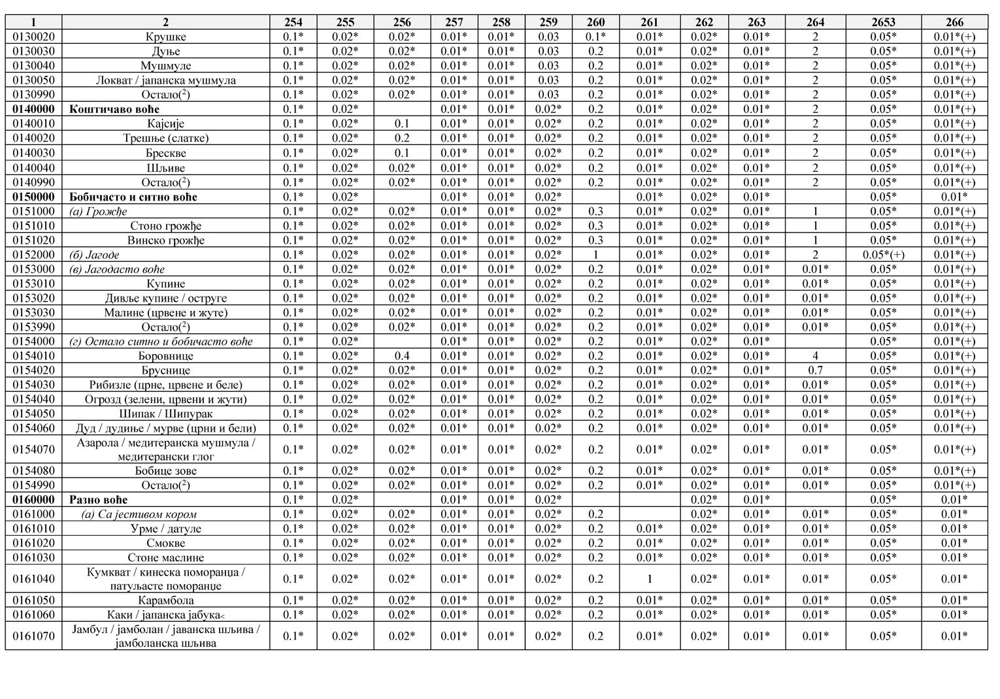 1 2 254 255 256 257 258 259 260 261 262 263 264 2653 266
0130020 Крушке 0.1* 0.02* 0.02* 0.01* 0.01* 0.03 0.1* 0.01* 0.02* 0.01* 2 0.05* 0.01*(+)
0130030 Дуње 0.1* 0.02* 0.02* 0.01* 0.01* 0.03 0.2 0.01* 0.02* 0.01* 2 0.05* 0.01*(+)
0130040 Мушмуле 0.1* 0.02* 0.02* 0.01* 0.01* 0.03 0.2 0.01* 0.02* 0.01* 2 0.05* 0.01*(+)
0130050 Локват / јапанска мушмула 0.1* 0.02* 0.02* 0.01* 0.01* 0.03 0.2 0.01* 0.02* 0.01* 2 0.05* 0.01*(+)
0130990 Остало(2) 0.1* 0.02* 0.02* 0.01* 0.01* 0.03 0.2 0.01* 0.02* 0.01* 2 0.05* 0.01*(+)
0140000 Коштичаво воће 0.1* 0.02* 0.01* 0.01* 0.02* 0.2 0.01* 0.02* 0.01* 2 0.05* 0.01*(+)
0140010 Кајсије 0.1* 0.02* 0.1 0.01* 0.01* 0.02* 0.2 0.01* 0.02* 0.01* 2 0.05* 0.01*(+)
0140020 Трешње (слатке) 0.1* 0.02* 0.2 0.01* 0.01* 0.02* 0.2 0.01* 0.02* 0.01* 2 0.05* 0.01*(+)
0140030 Брескве 0.1* 0.02* 0.1 0.01* 0.01* 0.02* 0.2 0.01* 0.02* 0.01* 2 0.05* 0.01*(+)
0140040 Шљиве 0.1* 0.02* 0.02* 0.01* 0.01* 0.02* 0.2 0.01* 0.02* 0.01* 2 0.05* 0.01*(+)
0140990 Остало(2) 0.1* 0.02* 0.02* 0.01* 0.01* 0.02* 0.2 0.01* 0.02* 0.01* 2 0.05* 0.01*(+)
0150000 Бобичасто и ситно воће 0.1* 0.02* 0.01* 0.01* 0.02* 0.01* 0.02* 0.01* 0.05* 0.01*
0151000 (а) Грожђе 0.1* 0.02* 0.02* 0.01* 0.01* 0.02* 0.3 0.01* 0.02* 0.01* 1 0.05* 0.01*(+)
0151010 Стоно грожђе 0.1* 0.02* 0.02* 0.01* 0.01* 0.02* 0.3 0.01* 0.02* 0.01* 1 0.05* 0.01*(+)
0151020 Винско грожђе 0.1* 0.02* 0.02* 0.01* 0.01* 0.02* 0.3 0.01* 0.02* 0.01* 1 0.05* 0.01*(+)
0152000 (б) Јагоде 0.1* 0.02* 0.02* 0.01* 0.01* 0.02* 1 0.01* 0.02* 0.01* 2 0.05*(+) 0.01*(+)
0153000 (в) Јагодасто воће 0.1* 0.02* 0.02* 0.01* 0.01* 0.02* 0.2 0.01* 0.02* 0.01* 0.01* 0.05* 0.01*(+)
0153010 Купине 0.1* 0.02* 0.02* 0.01* 0.01* 0.02* 0.2 0.01* 0.02* 0.01* 0.01* 0.05* 0.01*(+)
0153020 Дивље купине / оструге 0.1* 0.02* 0.02* 0.01* 0.01* 0.02* 0.2 0.01* 0.02* 0.01* 0.01* 0.05* 0.01*(+)
0153030 Малине (црвене и жуте) 0.1* 0.02* 0.02* 0.01* 0.01* 0.02* 0.2 0.01* 0.02* 0.01* 0.01* 0.05* 0.01*(+)
0153990 Остало(2) 0.1* 0.02* 0.02* 0.01* 0.01* 0.02* 0.2 0.01* 0.02* 0.01* 0.01* 0.05* 0.01*(+)
0154000 (г) Остало ситно и бобичасто воће 0.1* 0.02* 0.01* 0.01* 0.02* 0.2 0.01* 0.02* 0.01* 0.05* 0.01*(+)
0154010 Боровнице 0.1* 0.02* 0.4 0.01* 0.01* 0.02* 0.2 0.01* 0.02* 0.01* 4 0.05* 0.01*(+)
0154020 Бруснице 0.1* 0.02* 0.02* 0.01* 0.01* 0.02* 0.2 0.01* 0.02* 0.01* 0.7 0.05* 0.01*(+)
0154030 Рибизле (црне, црвене и беле) 0.1* 0.02* 0.02* 0.01* 0.01* 0.02* 0.2 0.01* 0.02* 0.01* 0.01* 0.05* 0.01*(+)
0154040 Огрозд (зелени, црвени и жути) 0.1* 0.02* 0.02* 0.01* 0.01* 0.02* 0.2 0.01* 0.02* 0.01* 0.01* 0.05* 0.01*(+)
0154050 Шипак / Шипурак 0.1* 0.02* 0.02* 0.01* 0.01* 0.02* 0.2 0.01* 0.02* 0.01* 0.01* 0.05* 0.01*(+)
0154060 Дуд / дудиње / мурве (црни и бели) 0.1* 0.02* 0.02* 0.01* 0.01* 0.02* 0.2 0.01* 0.02* 0.01* 0.01* 0.05* 0.01*(+)
Азарола / медитеранска мушмула /
0154070 медитерански глог 0.1* 0.02* 0.02* 0.01* 0.01* 0.02* 0.2 0.01* 0.02* 0.01* 0.01* 0.05* 0.01*(+)
0154080 Бобице зове 0.1* 0.02* 0.02* 0.01* 0.01* 0.02* 0.2 0.01* 0.02* 0.01* 0.01* 0.05* 0.01*(+)
0154990 Остало(2) 0.1* 0.02* 0.02* 0.01* 0.01* 0.02* 0.2 0.01* 0.02* 0.01* 0.01* 0.05* 0.01*(+)
0160000 Разно воће 0.1* 0.02* 0.01* 0.01* 0.02* 0.02* 0.01* 0.05* 0.01*
0161000 (а) Са јестивом кором 0.1* 0.02* 0.02* 0.01* 0.01* 0.02* 0.2 0.02* 0.01* 0.01* 0.05* 0.01*
0161010 Урме / датуле 0.1* 0.02* 0.02* 0.01* 0.01* 0.02* 0.2 0.01* 0.02* 0.01* 0.01* 0.05* 0.01*
0161020 Смокве 0.1* 0.02* 0.02* 0.01* 0.01* 0.02* 0.2 0.01* 0.02* 0.01* 0.01* 0.05* 0.01*
0161030 Стоне маслине 0.1* 0.02* 0.02* 0.01* 0.01* 0.02* 0.2 0.01* 0.02* 0.01* 0.01* 0.05* 0.01*
Кумкват / кинеска поморанџа /
0161040 патуљасте поморанџе 0.1* 0.02* 0.02* 0.01* 0.01* 0.02* 0.2 1 0.02* 0.01* 0.01* 0.05* 0.01*
0161050 Карамбола 0.1* 0.02* 0.02* 0.01* 0.01* 0.02* 0.2 0.01* 0.02* 0.01* 0.01* 0.05* 0.01*
0161060 Каки / јапанска јабука< 0.1* 0.02* 0.02* 0.01* 0.01* 0.02* 0.2 0.01* 0.02* 0.01* 0.01* 0.05* 0.01*
Јамбул / јамболан / јаванска шљива /
0161070 јамболанска шљива 0.1* 0.02* 0.02* 0.01* 0.01* 0.02* 0.2 0.01* 0.02* 0.01* 0.01* 0.05* 0.01*